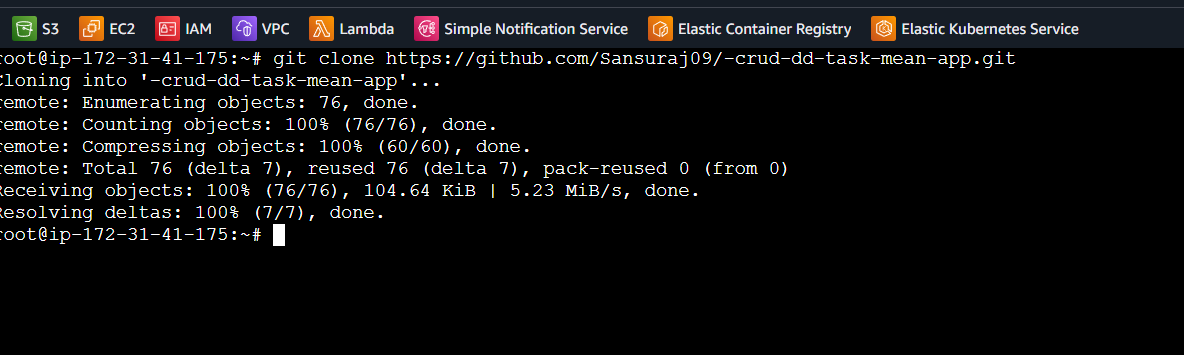 S3 EC2 IAM VPC Lambda Simple Notification Service Elastic Container Registry Elastic Kubernetes Service
root@ip-172-31-41-175:~# git clone https://github.com/Sansuraj09/-crud-dd-task-mean-app.git
Cloning into '-crud-dd-task-mean-app'...
remote: Enumerating objects: 76, done.
remote: Counting objects: 100% (76/76), done.
remote: Compressing objects: 100% (60/60), done.
remote: Total 76 (delta 7), reused 76 (delta 7), pack-reused 0 (from 0)
Receiving objects: 100% (76/76), 104.64 KiB | 5.23 MiB/s, done.
Resolving deltas: 100% (7/7), done.
root@ip-172-31-41-175:~#